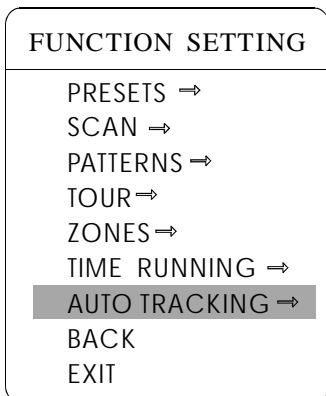 FUNCTION SETTING
PRESETS ⇒
SCAN ⇒
PATTERNS ⇒
TOUR ⇒
ZONES ⇒
TIME RUNNING ⇒
AUTO TRACKING ⇒
BACK
EXIT